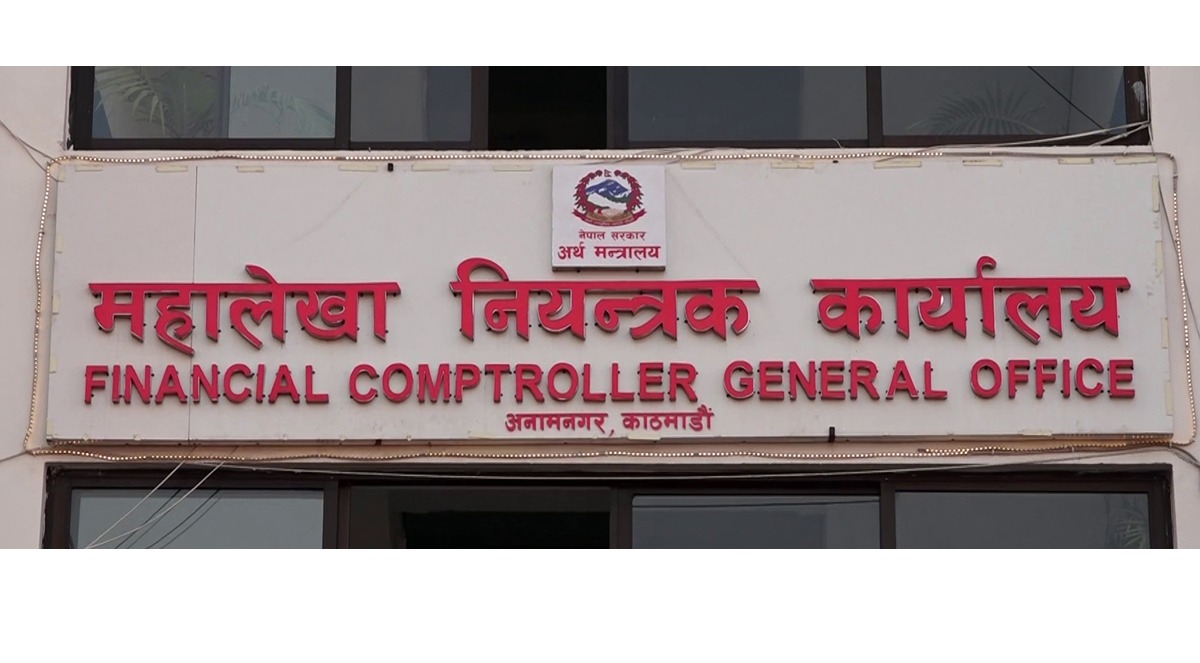 नेपाल सरकार
अर्थ मन्त्रालय
महालेखा नियन्त्रक कार्यालय
FINANCIAL COMPTROLLER GENERAL OFFICE
अनामनगर, काठमाडौं